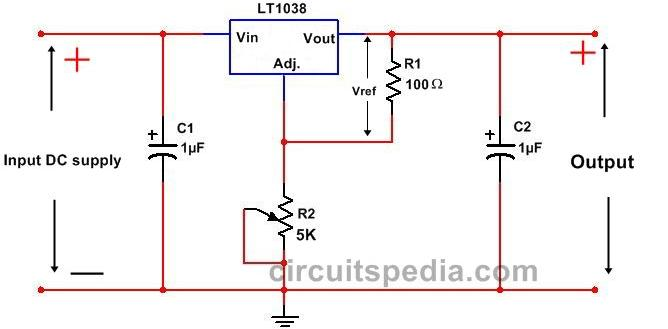 LT1038
Vin
Vout
Adj.
+
+
R1
100Ω
Vref
+
C1
1μF
+
C2
1μF
Input DC supply
Output
R2
5K
circuitspedia.com